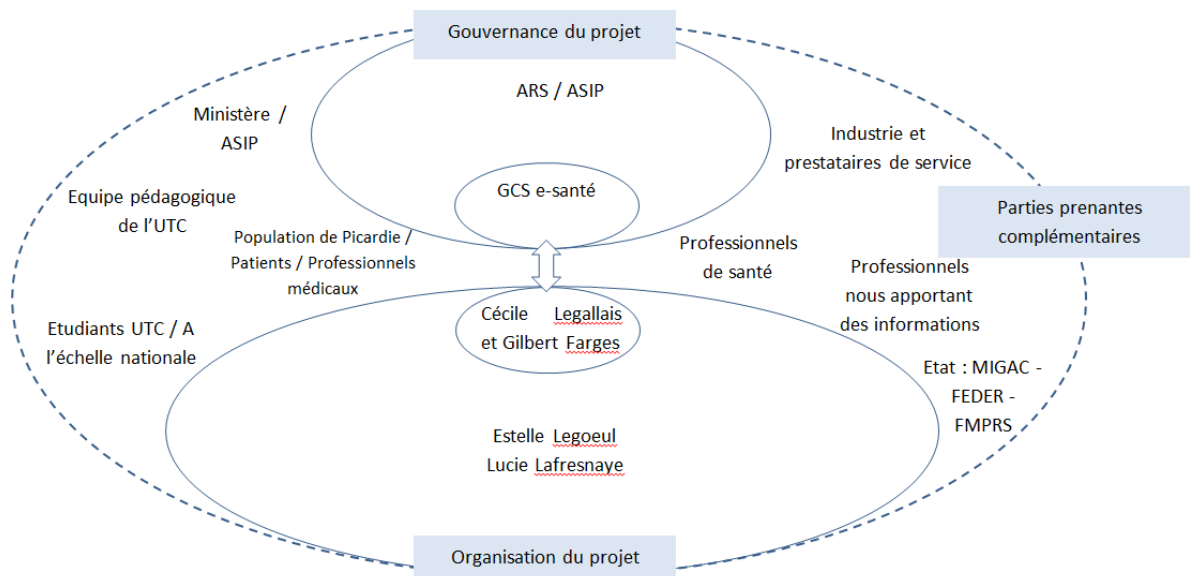 Gouvernance du projet
ARS / ASIP
Ministère /
ASIP
Industrie et
prestataires de service
GCS e-santé
Equipe pédagogique
de l'UTC
Parties prenantes
complémentaires
Population de Picardie /
Patients / Professionnels
médicaux
Professionnels
de santé
Professionnels
nous apportant
des informations
Cécile Legallais
et Gilbert Farges
Etudiants UTC / A
l'échelle nationale
Etat : MIGAC -
FEDER -
FMPRS
Estelle Legoeul
Lucie Lafresnaye
Organisation du projet